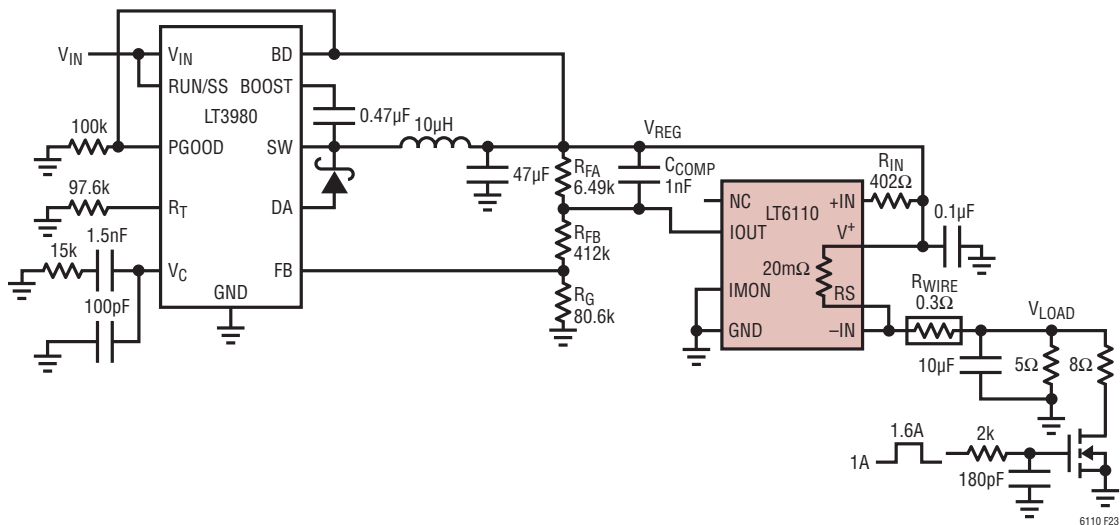 VIN
VIN
BD
RUN/SS
BOOST
LT3980
0.47µF
10µH
100k
PGOOD
SW
47µF
97.6k
RT
DA
1.5nF
15k
VC
FB
100pF
GND
VREG
RFA
6.49k
CCOMP
1nF
RFB
412k
RG
80.6k
RIN
402Ω
NC
LT6110
+IN
IOUT
V+
0.1µF
20mΩ
IMON
RS
GND
–IN
RWIRE
0.3Ω
VLOAD
10µF
5Ω
8Ω
1.6A
1A
2k
180pF
6110 F23